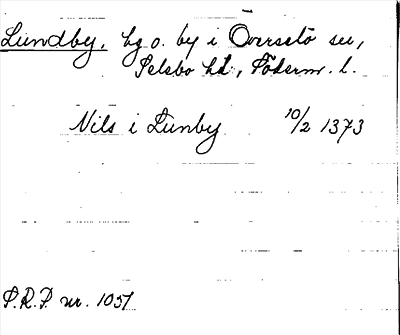 Lundby, by o. by i Överselö sn,
Selebo hd, Söderm. l.
Nils i Lunby 10/2 1373
S.R.P. nr. 1051